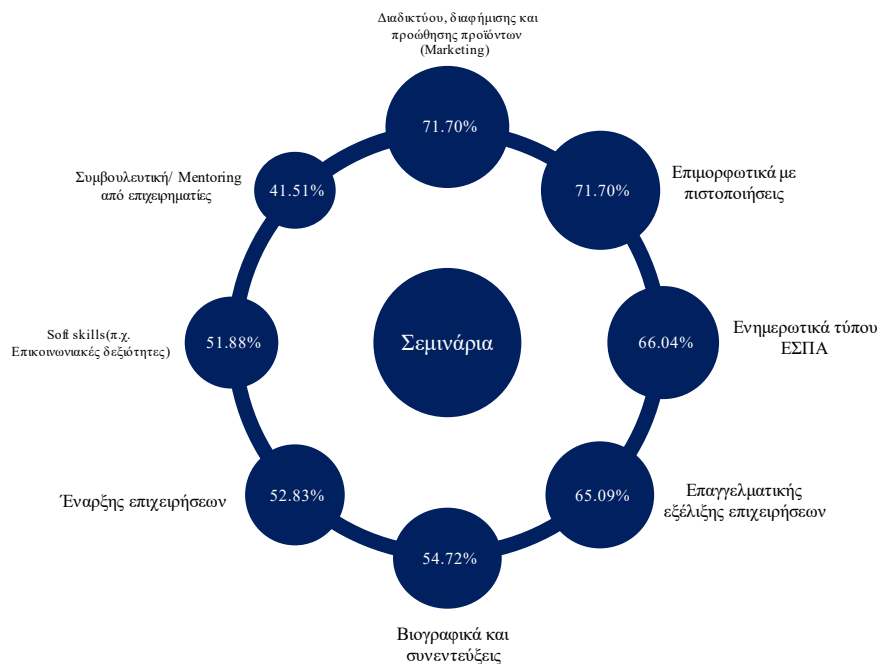 Διαδικτύου, διαφήμισης και
προώθησης προϊόντων
(Marketing)
71.70%
Επιμορφωτικά με
πιστοποιήσεις
71.70%
Ενημερωτικά τύπου
ΕΣΠΑ
66.04%
Επαγγελματικής
εξέλιξης επιχειρήσεων
65.09%
Βιογραφικά και
συνεντεύξεις
54.72%
Έναρξης επιχειρήσεων
52.83%
Soft skills(π.χ.
Επικοινωνιακές δεξιότητες)
51.88%
Συμβουλευτική/ Mentoring
από επιχειρηματίες
41.51%
Σεμινάρια